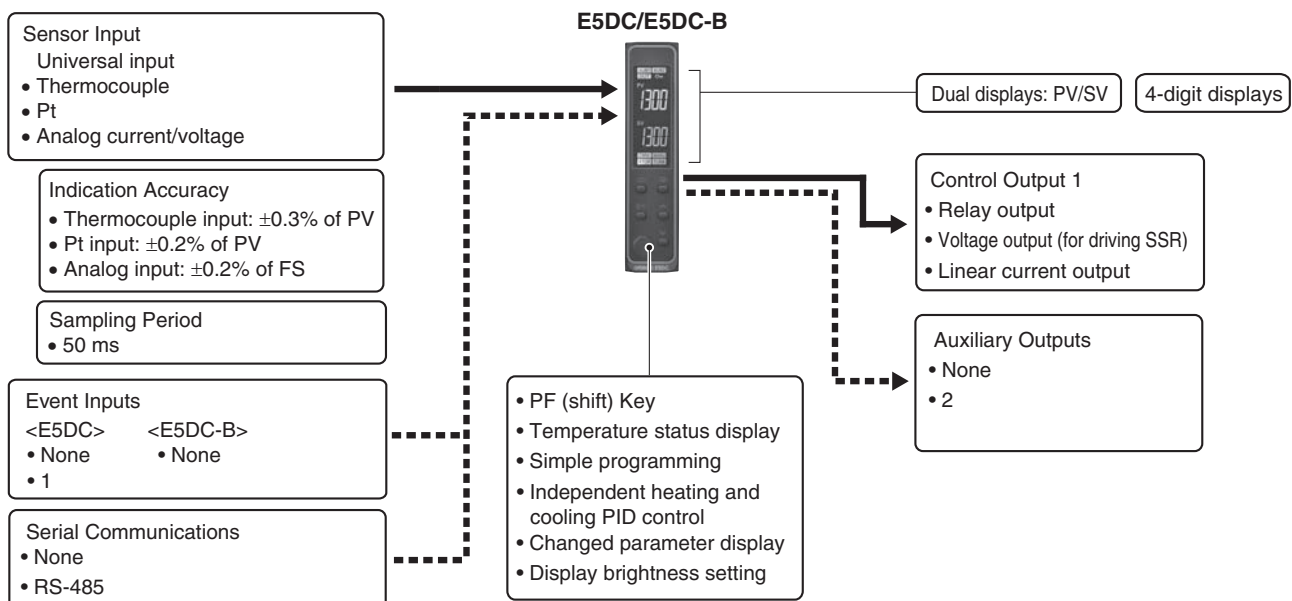 E5DC/E5DC-B
Sensor Input
Universal input
• Thermocouple
• Pt
• Analog current/voltage
Indication Accuracy
• Thermocouple input: ±0.3% of PV
• Pt input: ±0.2% of PV
• Analog input: ±0.2% of FS
Sampling Period
• 50 ms
Event Inputs
<E5DC> <E5DC-B>
• None • None
• 1
Serial Communications
• None
• RS-485
PV
1300
SV
1300
• PF (shift) Key
• Temperature status display
• Simple programming
• Independent heating and
cooling PID control
• Changed parameter display
• Display brightness setting
Dual displays: PV/SV
4-digit displays
Control Output 1
• Relay output
• Voltage output (for driving SSR)
• Linear current output
Auxiliary Outputs
• None
• 2